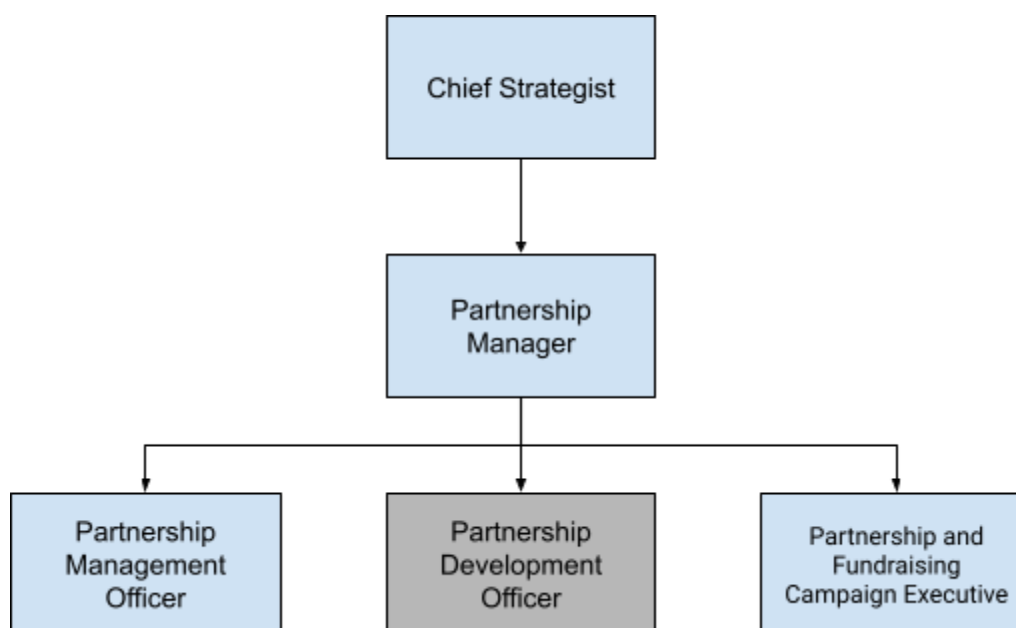 Chief Strategist
Partnership
Manager
Partnership
Management
Officer
Partnership
Development
Officer
Partnership and
Fundraising
Campaign Executive